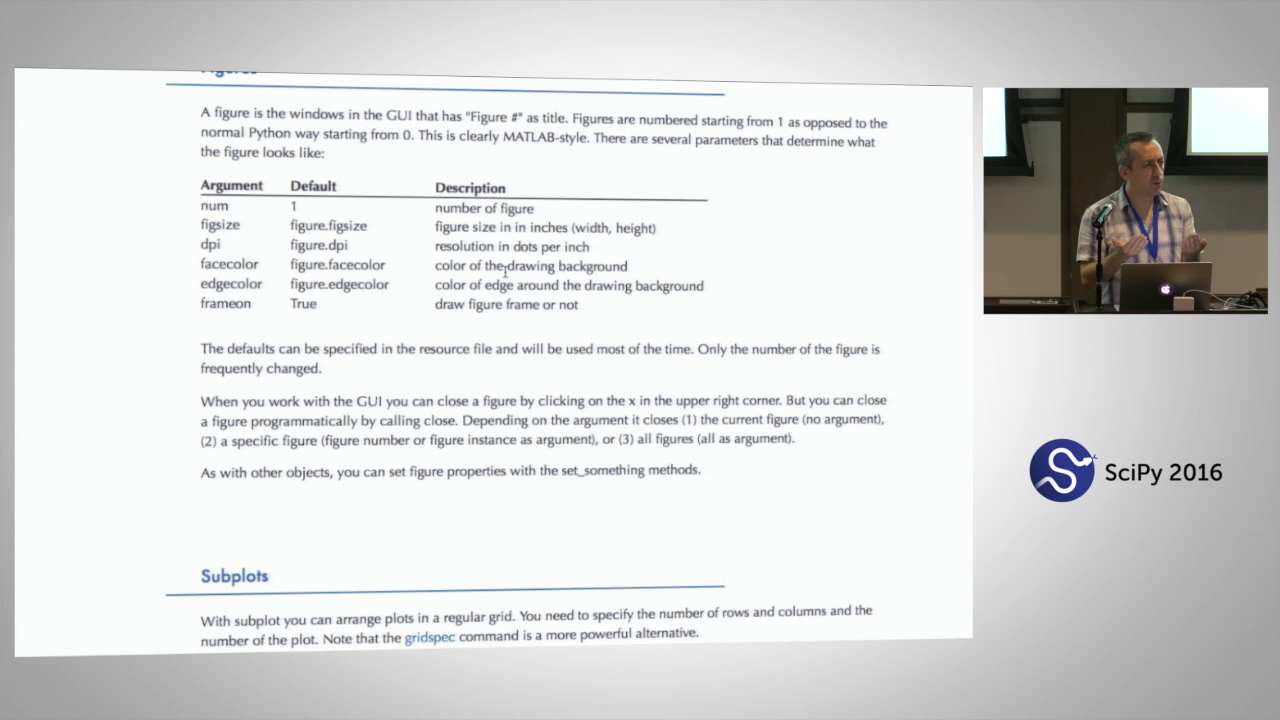 Figures
A figure is the windows in the GUI that has "Figure #" as title. Figures are numbered starting from 1 as opposed to the
normal Python way starting from 0. This is clearly MATLAB-style. There are several parameters that determine what
the figure looks like:
Argument Default Description
num 1 number of figure
figsize figure.figsize figure size in in inches (width, height)
dpi figure.dpi resolution in dots per inch
facecolor figure.facecolor color of the drawing background
edgecolor figure.edgecolor color of edge around the drawing background
frameon True draw figure frame or not
The defaults can be specified in the resource file and will be used most of the time. Only the number of the figure is
frequently changed.
When you work with the GUI you can close a figure by clicking on the x in the upper right corner. But you can close
a figure programmatically by calling close. Depending on the argument it closes (1) the current figure (no argument),
(2) a specific figure (figure number or figure instance as argument), or (3) all figures (all as argument).
As with other objects, you can set figure properties with the set_something methods.
Subplots
With subplot you can arrange plots in a regular grid. You need to specify the number of rows and columns and the
number of the plot. Note that the gridspec command is a more powerful alternative.
SciPy 2016